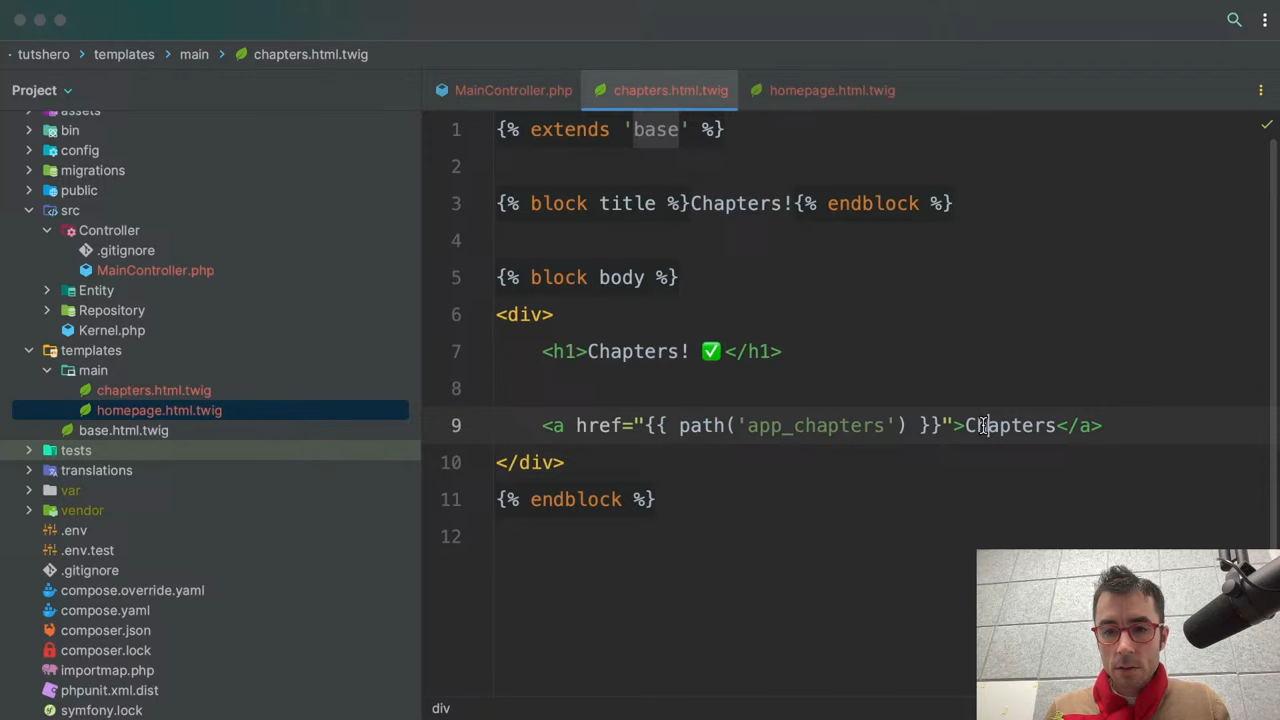 tutshero > templates > main > chapters.html.twig
Project
MainController.php
chapters.html.twig
homepage.html.twig
assets
bin
config
migrations
public
src
Controller
.gitignore
MainController.php
Entity
Repository
Kernel.php
templates
main
chapters.html.twig
homepage.html.twig
base.html.twig
tests
translations
var
vendor
.env
.env.test
.gitignore
compose.override.yaml
compose.yaml
composer.json
composer.lock
importmap.php
phpunit.xml.dist
symfony.lock
1 {% extends 'base' %}
2
3 {% block title %}Chapters!{% endblock %}
4
5 {% block body %}
6 <div>
7 <h1>Chapters! ✅</h1>
8
9 <a href="{{ path('app_chapters') }}">Chapters</a>
10 </div>
11 {% endblock %}
12
div